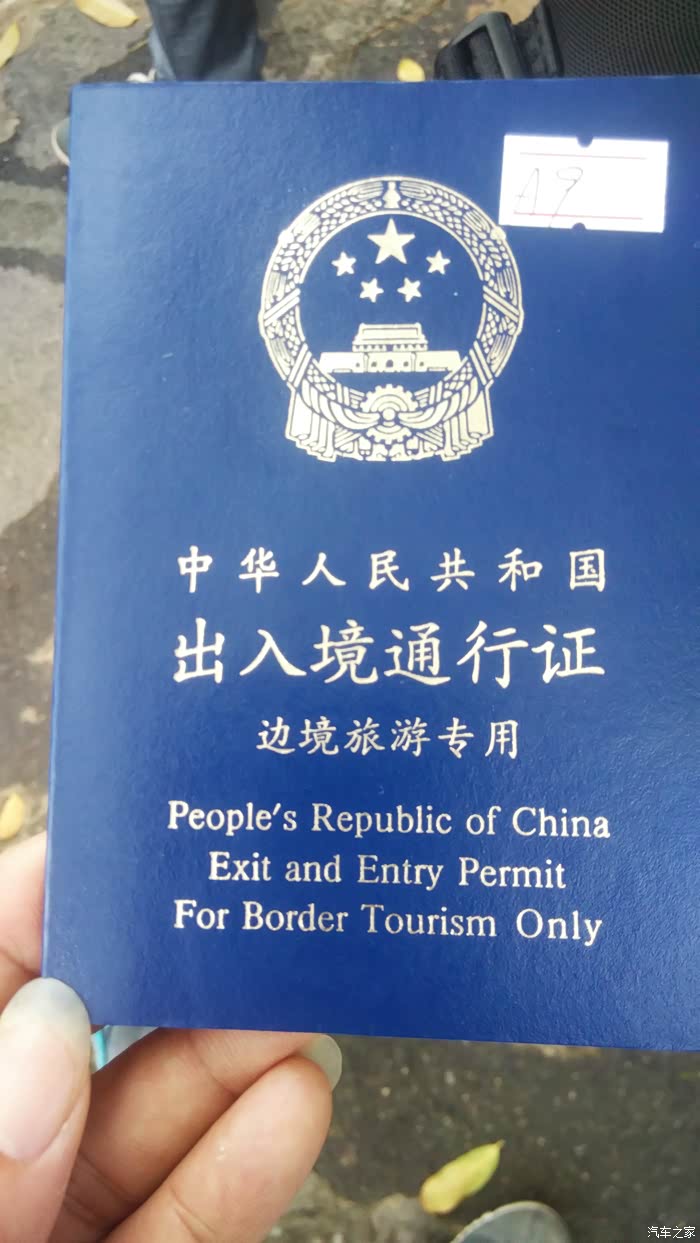 A9
中华人民共和国
出入境通行证
边境旅游专用
People's Republic of China
Exit and Entry Permit
For Border Tourism Only
汽车之家